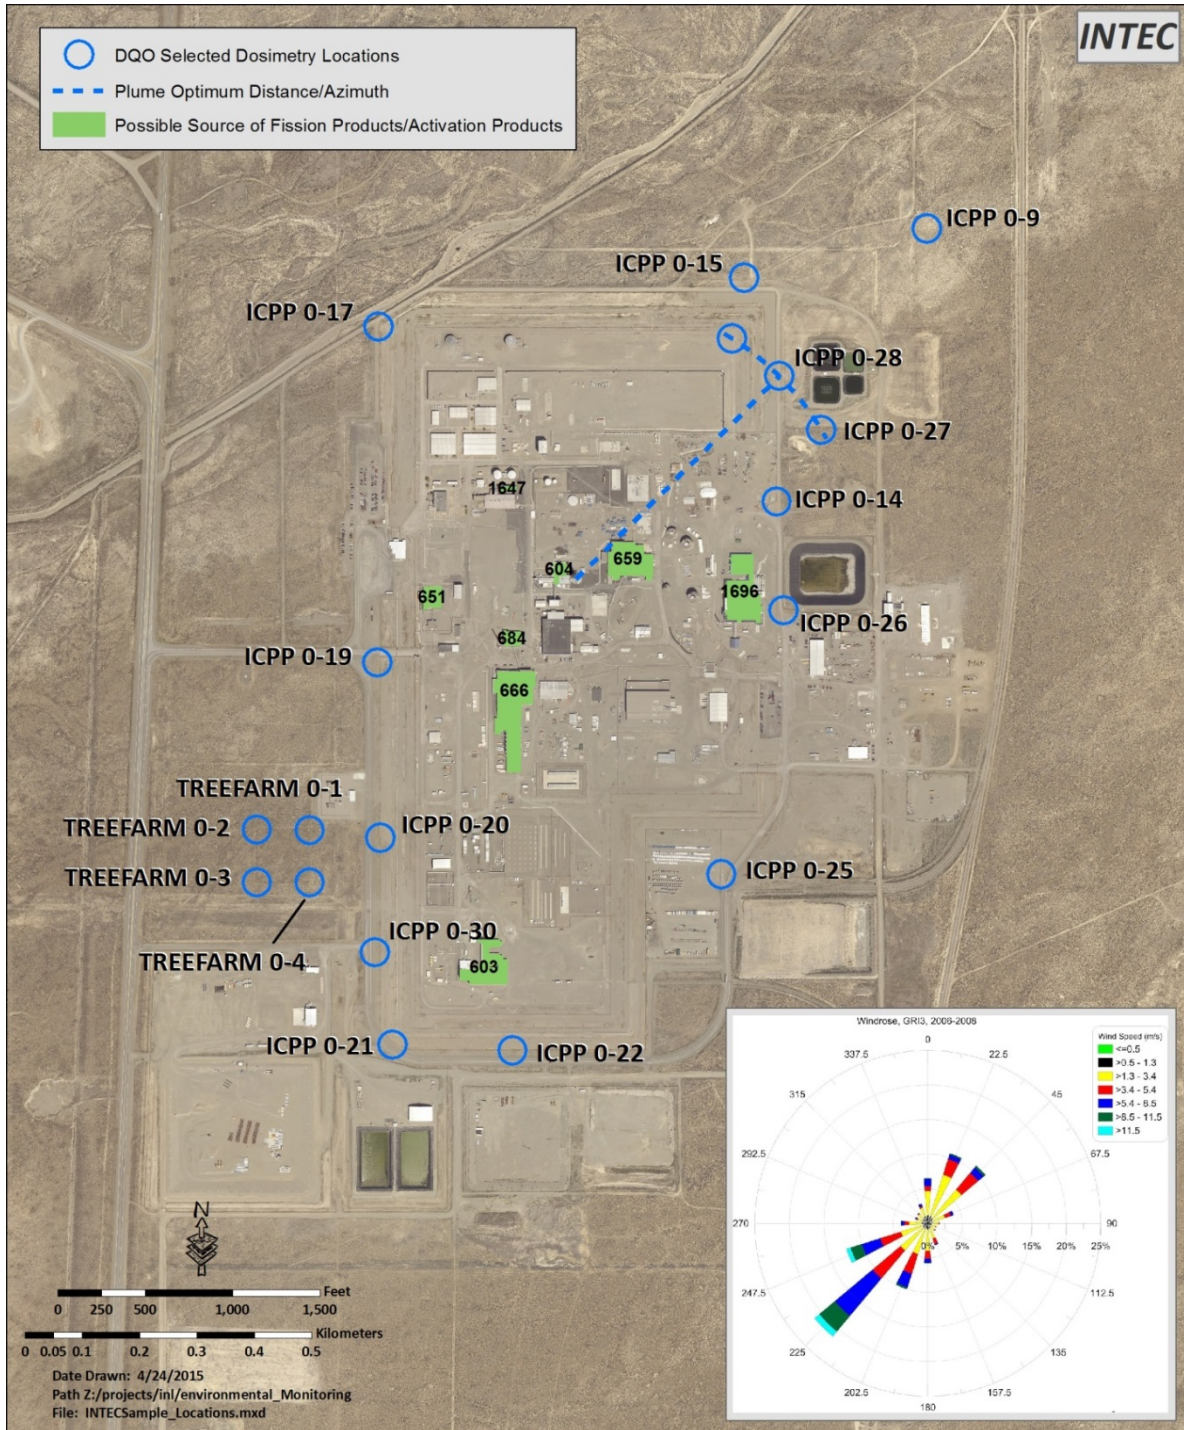 INTEC
DQO Selected Dosimetry Locations
Plume Optimum Distance/Azimuth
Possible Source of Fission Products/Activation Products
ICPP 0-9
ICPP 0-15
ICPP 0-17
ICPP 0-28
ICPP 0-27
1647
ICPP 0-14
659
604
651
1696
ICPP 0-26
684
ICPP 0-19
666
TREEFARM 0-1
TREEFARM 0-2
ICPP 0-20
ICPP 0-25
TREEFARM 0-3
ICPP 0-30
TREEFARM 0-4
603
ICPP 0-21
ICPP 0-22
Windrose, GRI3, 2006-2008
Wind Speed (m/s)
<=0.5
>0.5 - 1.3
>1.3 - 3.4
>3.4 - 5.4
>5.4 - 8.5
>8.5 - 11.5
>11.5
0
22.5
45
67.5
90
112.5
135
157.5
180
202.5
225
247.5
270
292.5
315
337.5
0% 5% 10% 15% 20% 25%
N
Feet
0 250 500 1,000 1,500
Kilometers
0 0.05 0.1 0.2 0.3 0.4 0.5
Date Drawn: 4/24/2015
Path Z:/projects/inl/environmental_Monitoring
File: INTECSample_Locations.mxd